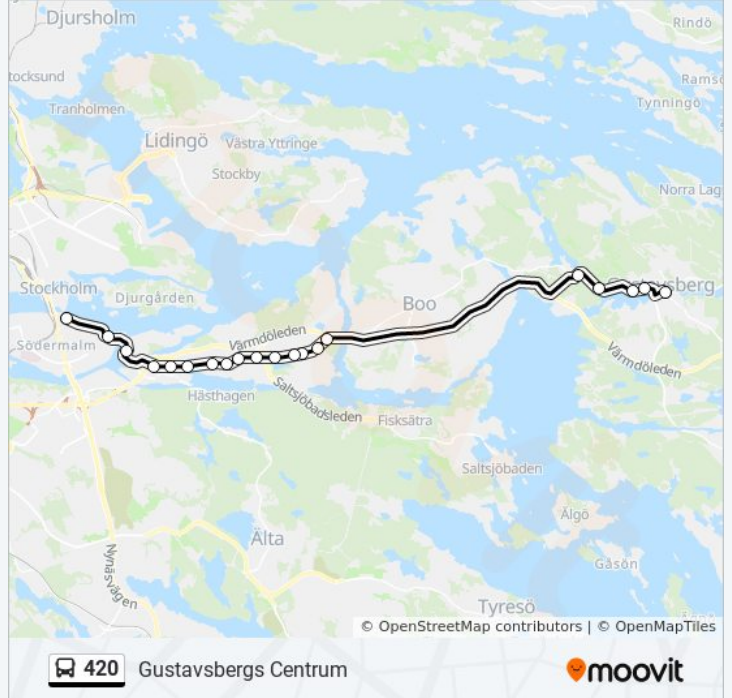 Djursholm
Rindö
tocksund
Ramsö
Tynningö
Tranholmen
Lidingö
Västra Yttringe
Stockby
Norra Lag
Stockholm
Djurgården
Gustavsberg
Boo
Värmdöleden
Södermalm
Värmdöleden
Hästhagen
Saltsjöbadsleden
Fisksätra
Saltsjöbaden
Älgö
Älta
Nynäsvägen
Gåsön
Tyresö
© OpenStreetMap contributors | © OpenMapTiles
420 Gustavsbergs Centrum
moovit